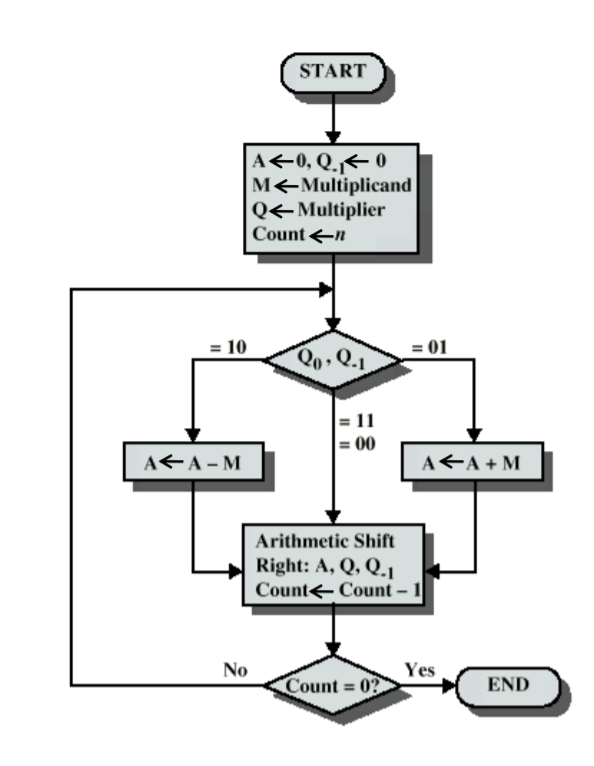 START
A←0, Q₋₁← 0
M←Multiplicand
Q← Multiplier
Count←n
= 10
Q₀ , Q₋₁
= 01
= 11
= 00
A← A – M
A←A + M
Arithmetic Shift
Right: A, Q, Q₋₁
Count← Count – 1
No
Count = 0?
Yes
END